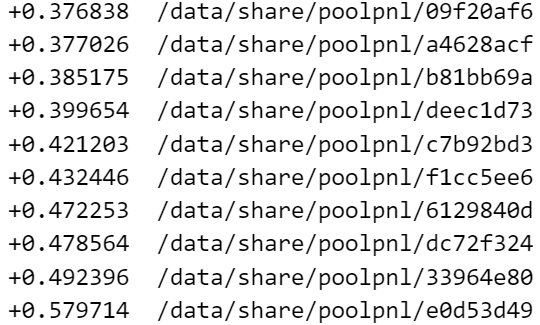 +0.376838  /data/share/poolpnl/09f20af6
+0.377026  /data/share/poolpnl/a4628acf
+0.385175  /data/share/poolpnl/b81bb69a
+0.399654  /data/share/poolpnl/deec1d73
+0.421203  /data/share/poolpnl/c7b92bd3
+0.432446  /data/share/poolpnl/f1cc5ee6
+0.472253  /data/share/poolpnl/6129840d
+0.478564  /data/share/poolpnl/dc72f324
+0.492396  /data/share/poolpnl/33964e80
+0.579714  /data/share/poolpnl/e0d53d49